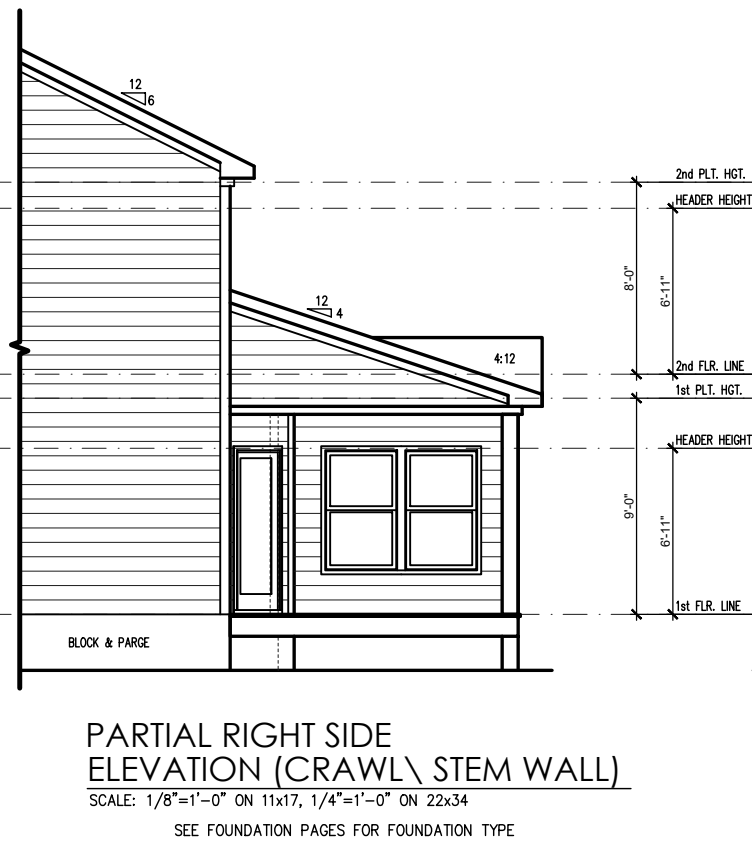 12
6
2nd PLT. HGT.
HEADER HEIGHT
8'-0"
6'-11"
12
4
4:12
2nd FLR. LINE
1st PLT. HGT.
HEADER HEIGHT
9'-0"
6'-11"
1st FLR. LINE
BLOCK & PARGE
PARTIAL RIGHT SIDE
ELEVATION (CRAWL\ STEM WALL)
SCALE: 1/8"=1'-0" ON 11x17, 1/4"=1'-0" ON 22x34
SEE FOUNDATION PAGES FOR FOUNDATION TYPE